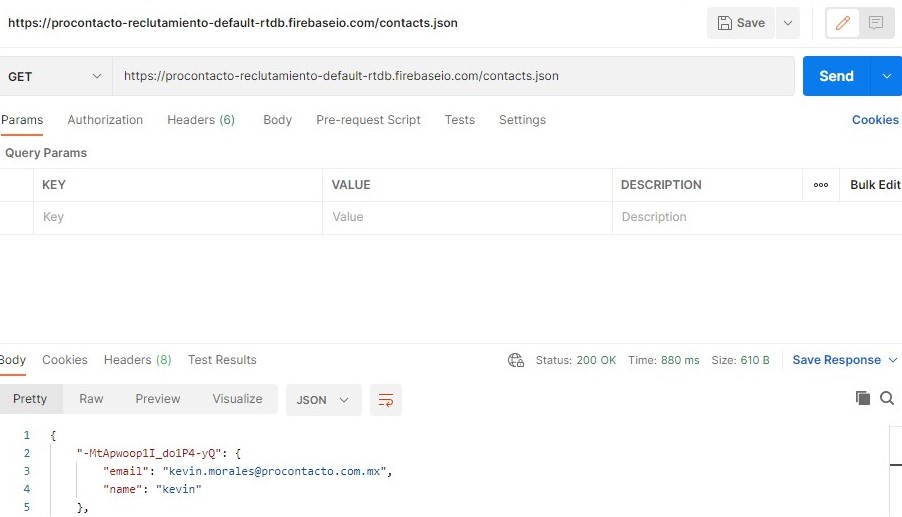 https://procontacto-reclutamiento-default-rtdb.firebaseio.com/contacts.json Save
GET https://procontacto-reclutamiento-default-rtdb.firebaseio.com/contacts.json Send
Params Authorization Headers (6) Body Pre-request Script Tests Settings Cookies
Query Params
KEY VALUE DESCRIPTION ooo Bulk Edit
Key Value Description
Body Cookies Headers (8) Test Results Status: 200 OK Time: 880 ms Size: 610 B Save Response
Pretty Raw Preview Visualize JSON
1 {
2 "-MtApwoop1I_do1P4-yQ": {
3 "email": "kevin.morales@procontacto.com.mx",
4 "name": "kevin"
5 },